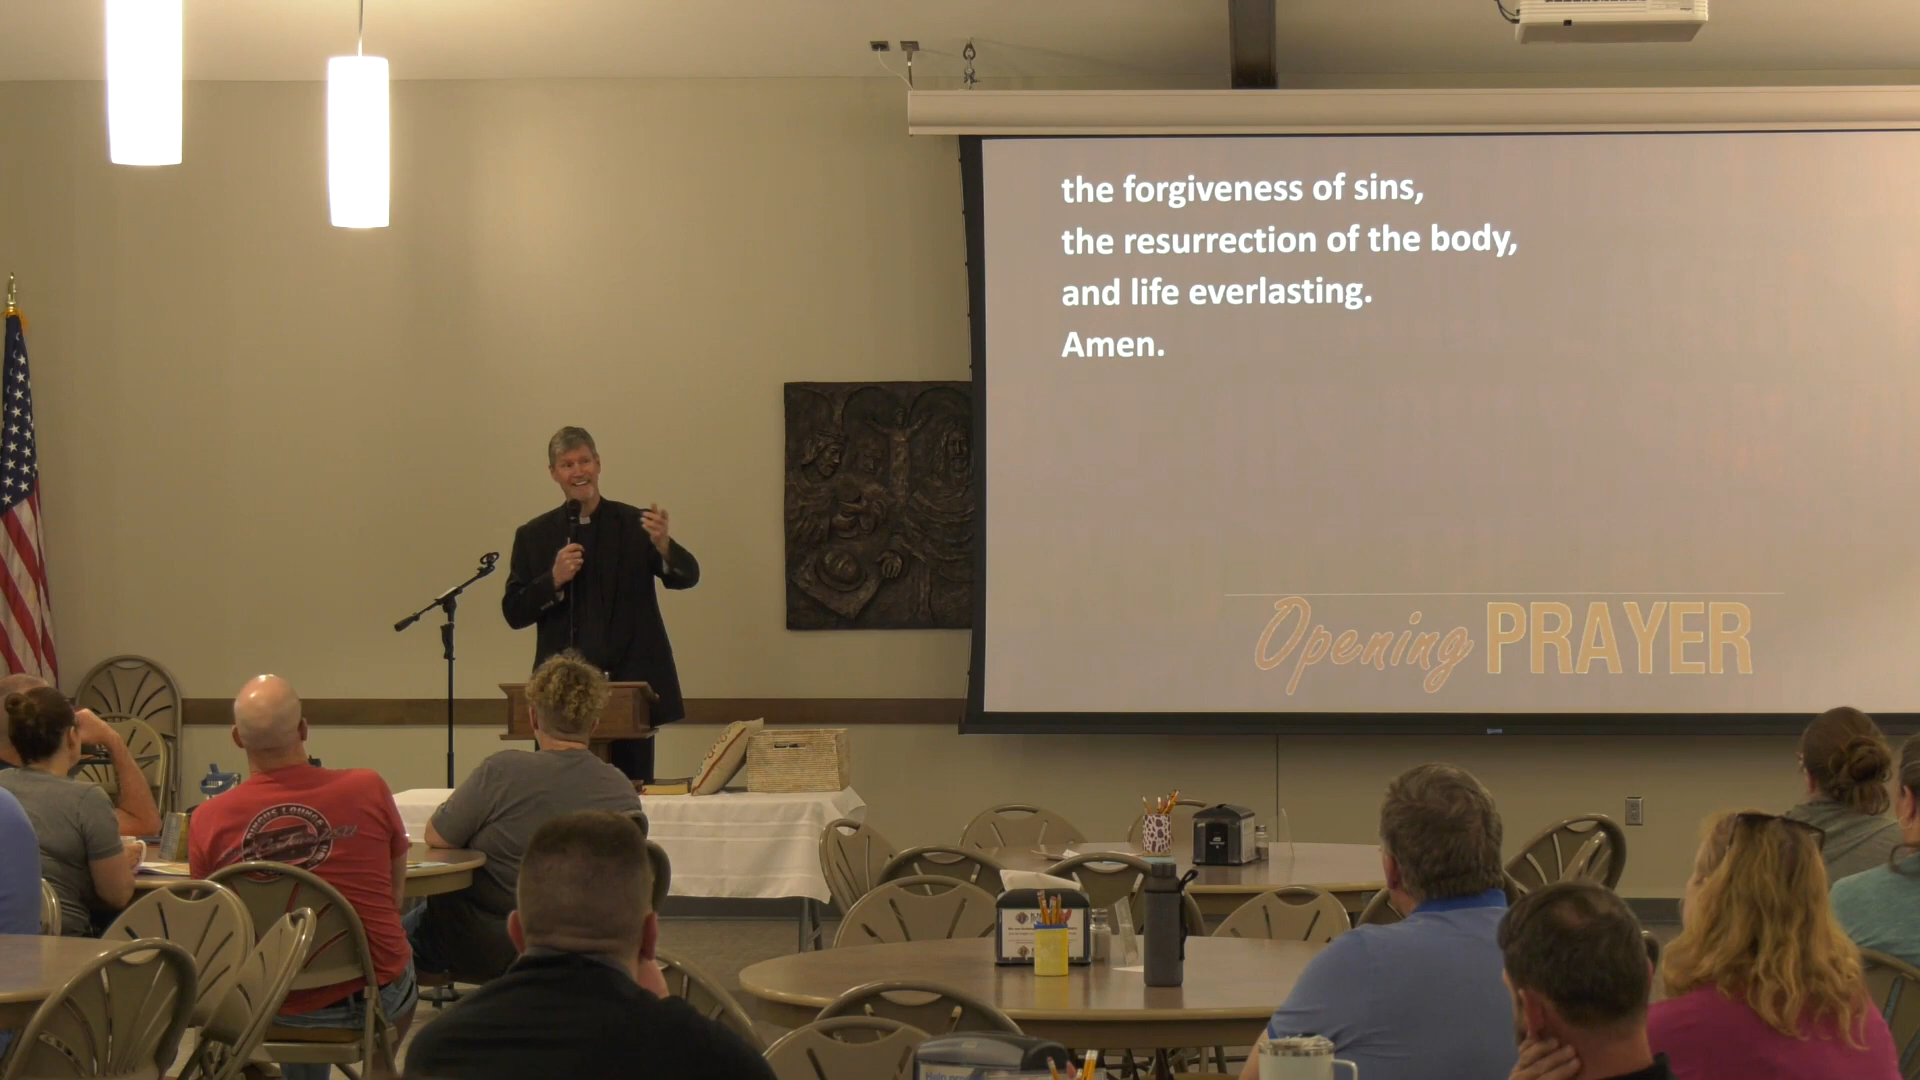 the forgiveness of sins,
the resurrection of the body,
and life everlasting.
Amen.
Opening PRAYER